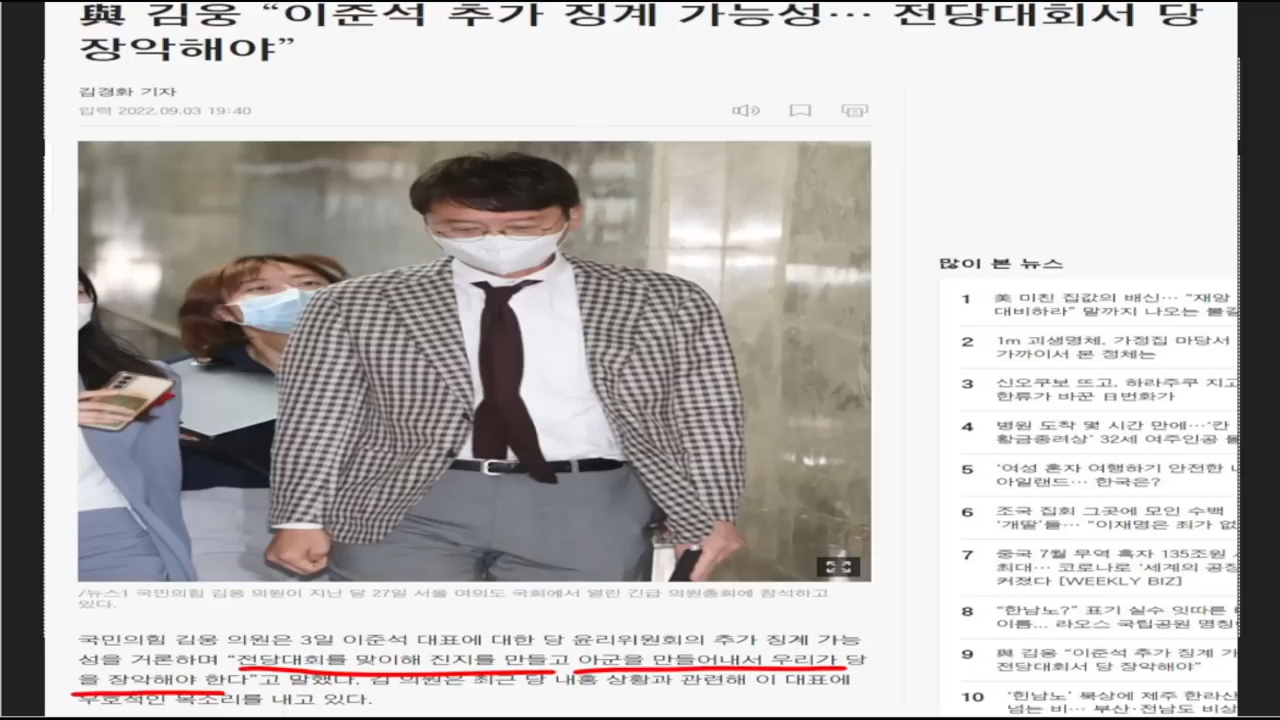 與 김웅 “이준석 추가 징계 가능성… 전당대회서 당
장악해야”
김경화 기자
입력 2022.09.03 19:40
/뉴스1 국민의힘 김웅 의원이 지난 달 27일 서울 여의도 국회에서 열린 긴급 의원총회에 참석하고
있다.
국민의힘 김웅 의원은 3일 이준석 대표에 대한 당 윤리위원회의 추가 징계 가능
성을 거론하며 “전당대회를 맞이해 진지를 만들고 아군을 만들어내서 우리가 당
을 장악해야 한다”고 말했다. 김 의원은 최근 당 내홍 상황과 관련해 이 대표에
우호적인 목소리를 내고 있다.
많이 본 뉴스
1 美 미친 집값의 배신… “재앙
대비하라” 말까지 나오는 불
2 1m 괴생명체, 가정집 마당서
가까이서 본 정체는
3 신오쿠보 뜨고, 하라주쿠 지고
한류가 바꾼 日번화가
4 병원 도착 몇 시간 만에…‘칸
황금종려상’ 32세 여주인공
5 ‘여성 혼자 여행하기 안전한
아일랜드… 한국은?
6 조국 집회 그곳에 모인 수백
‘개딸’들… “이재명은 죄가 없
7 중국 7월 무역 흑자 135조원
최대… 코로나로 ‘세계의 공장
커졌다 [WEEKLY BIZ]
8 “한남노?” 표기 실수 잇따른
이름... 라오스 국립공원 명칭
9 與 김웅 “이준석 추가 징계 가
전당대회서 당 장악해야”
10 ‘힌남노’ 북상에 제주 한라산
넘는 비… 부산·전남도 비상